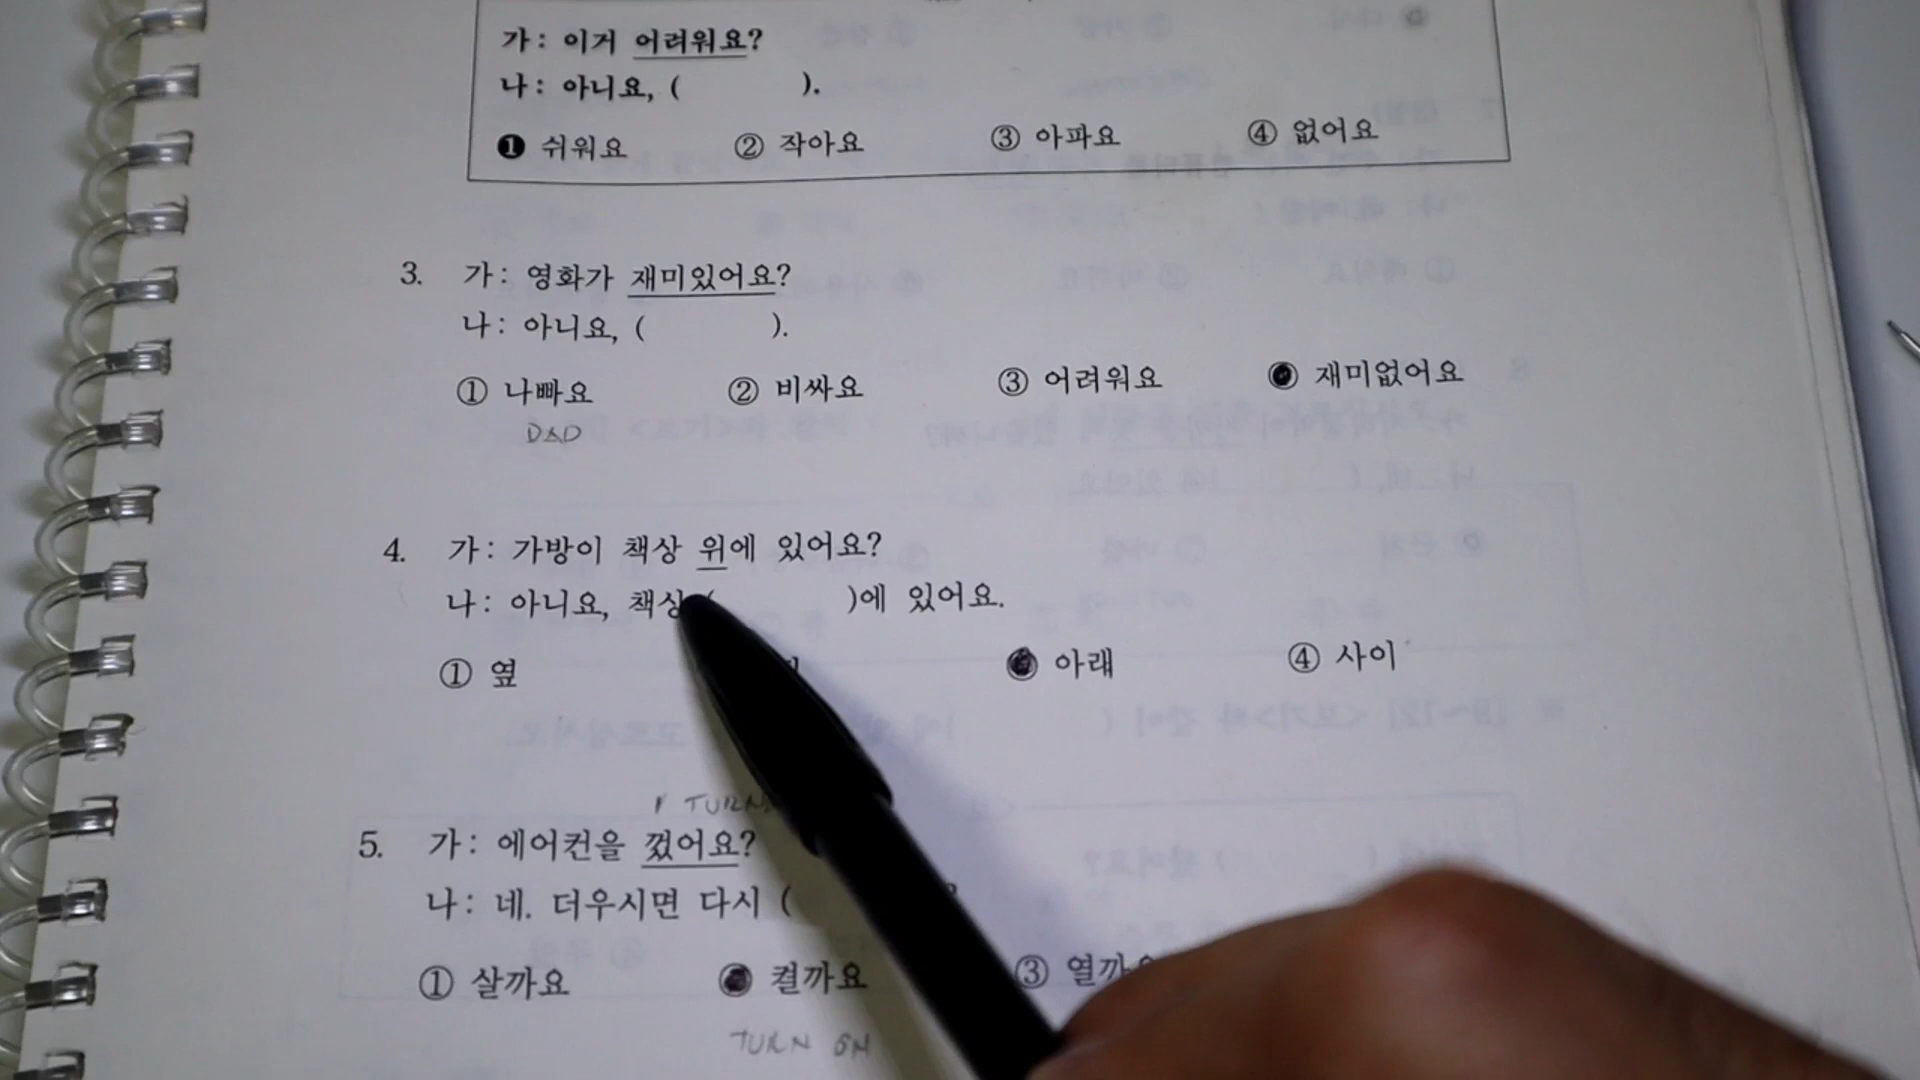 가: 이거 어려워요?
나: 아니요, ( ).
❶ 쉬워요 ② 작아요 ③ 아파요 ④ 없어요
3. 가: 영화가 재미있어요?
나: 아니요, ( ).
① 나빠요 ② 비싸요 ③ 어려워요 ● 재미없어요
4. 가: 가방이 책상 위에 있어요?
나: 아니요, 책상 ( )에 있어요.
① 옆 ● 아래 ④ 사이
TURN
5. 가: 에어컨을 껐어요?
나: 네. 더우시면 다시 (
① 살까요 ● 켤까요 ③ 열까요
TURN ON